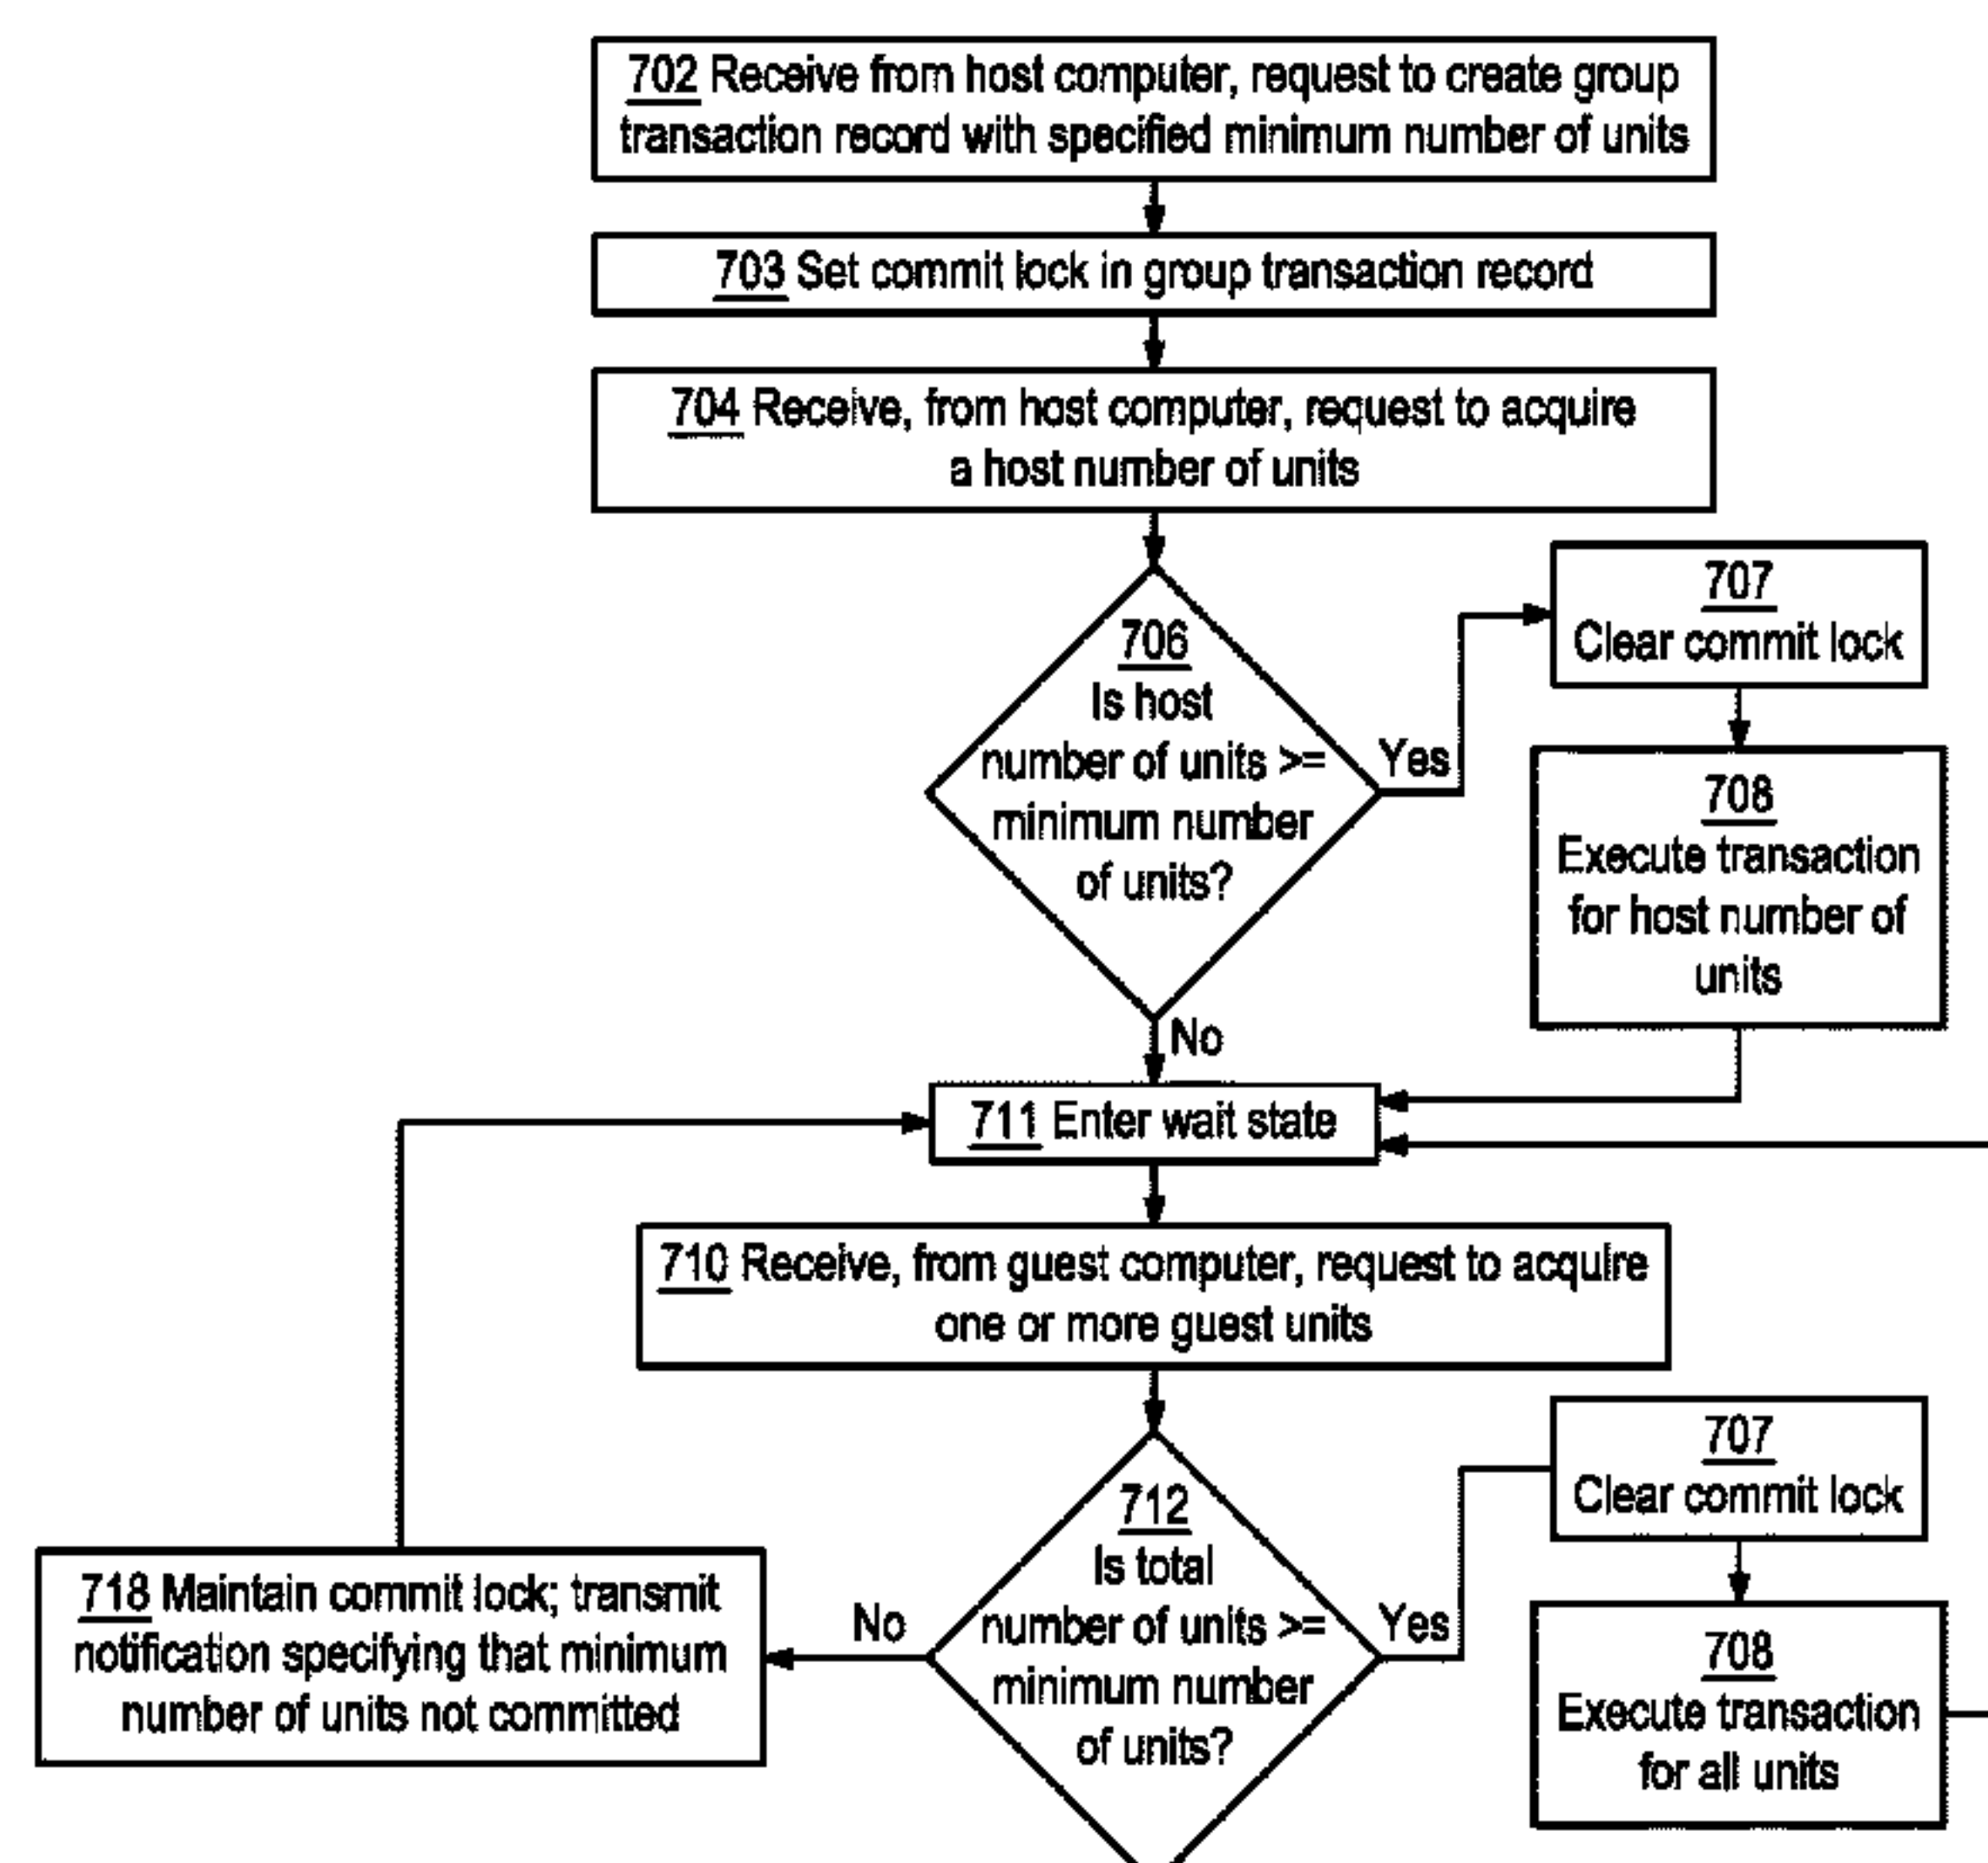 702 Receive from host computer, request to create group
transaction record with specified minimum number of units
703 Set commit lock in group transaction record
704 Receive, from host computer, request to acquire
a host number of units
706
Is host
number of units >=
minimum number
of units?
Yes
707
Clear commit lock
708
Execute transaction
for host number of
units
No
711 Enter wait state
710 Receive, from guest computer, request to acquire
one or more guest units
712
Is total
number of units >=
minimum number
of units?
Yes
707
Clear commit lock
708
Execute transaction
for all units
No
718 Maintain commit lock; transmit
notification specifying that minimum
number of units not committed